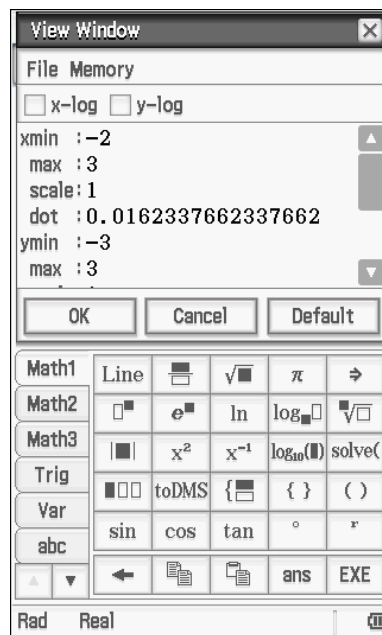 View Window
File Memory
x-log y-log
xmin :-2
max :3
scale:1
dot :0.0162337662337662
ymin :-3
max :3
OK Cancel Default
Math1 Line √■ π ⇒
Math2 □■ e■ ln log■□ ■√□
Math3 |■| x² x⁻¹ log₁₀(■) solve(
Trig ■□□ toDMS { { } ( )
Var
abc sin cos tan ° r
ans EXE
Rad Real